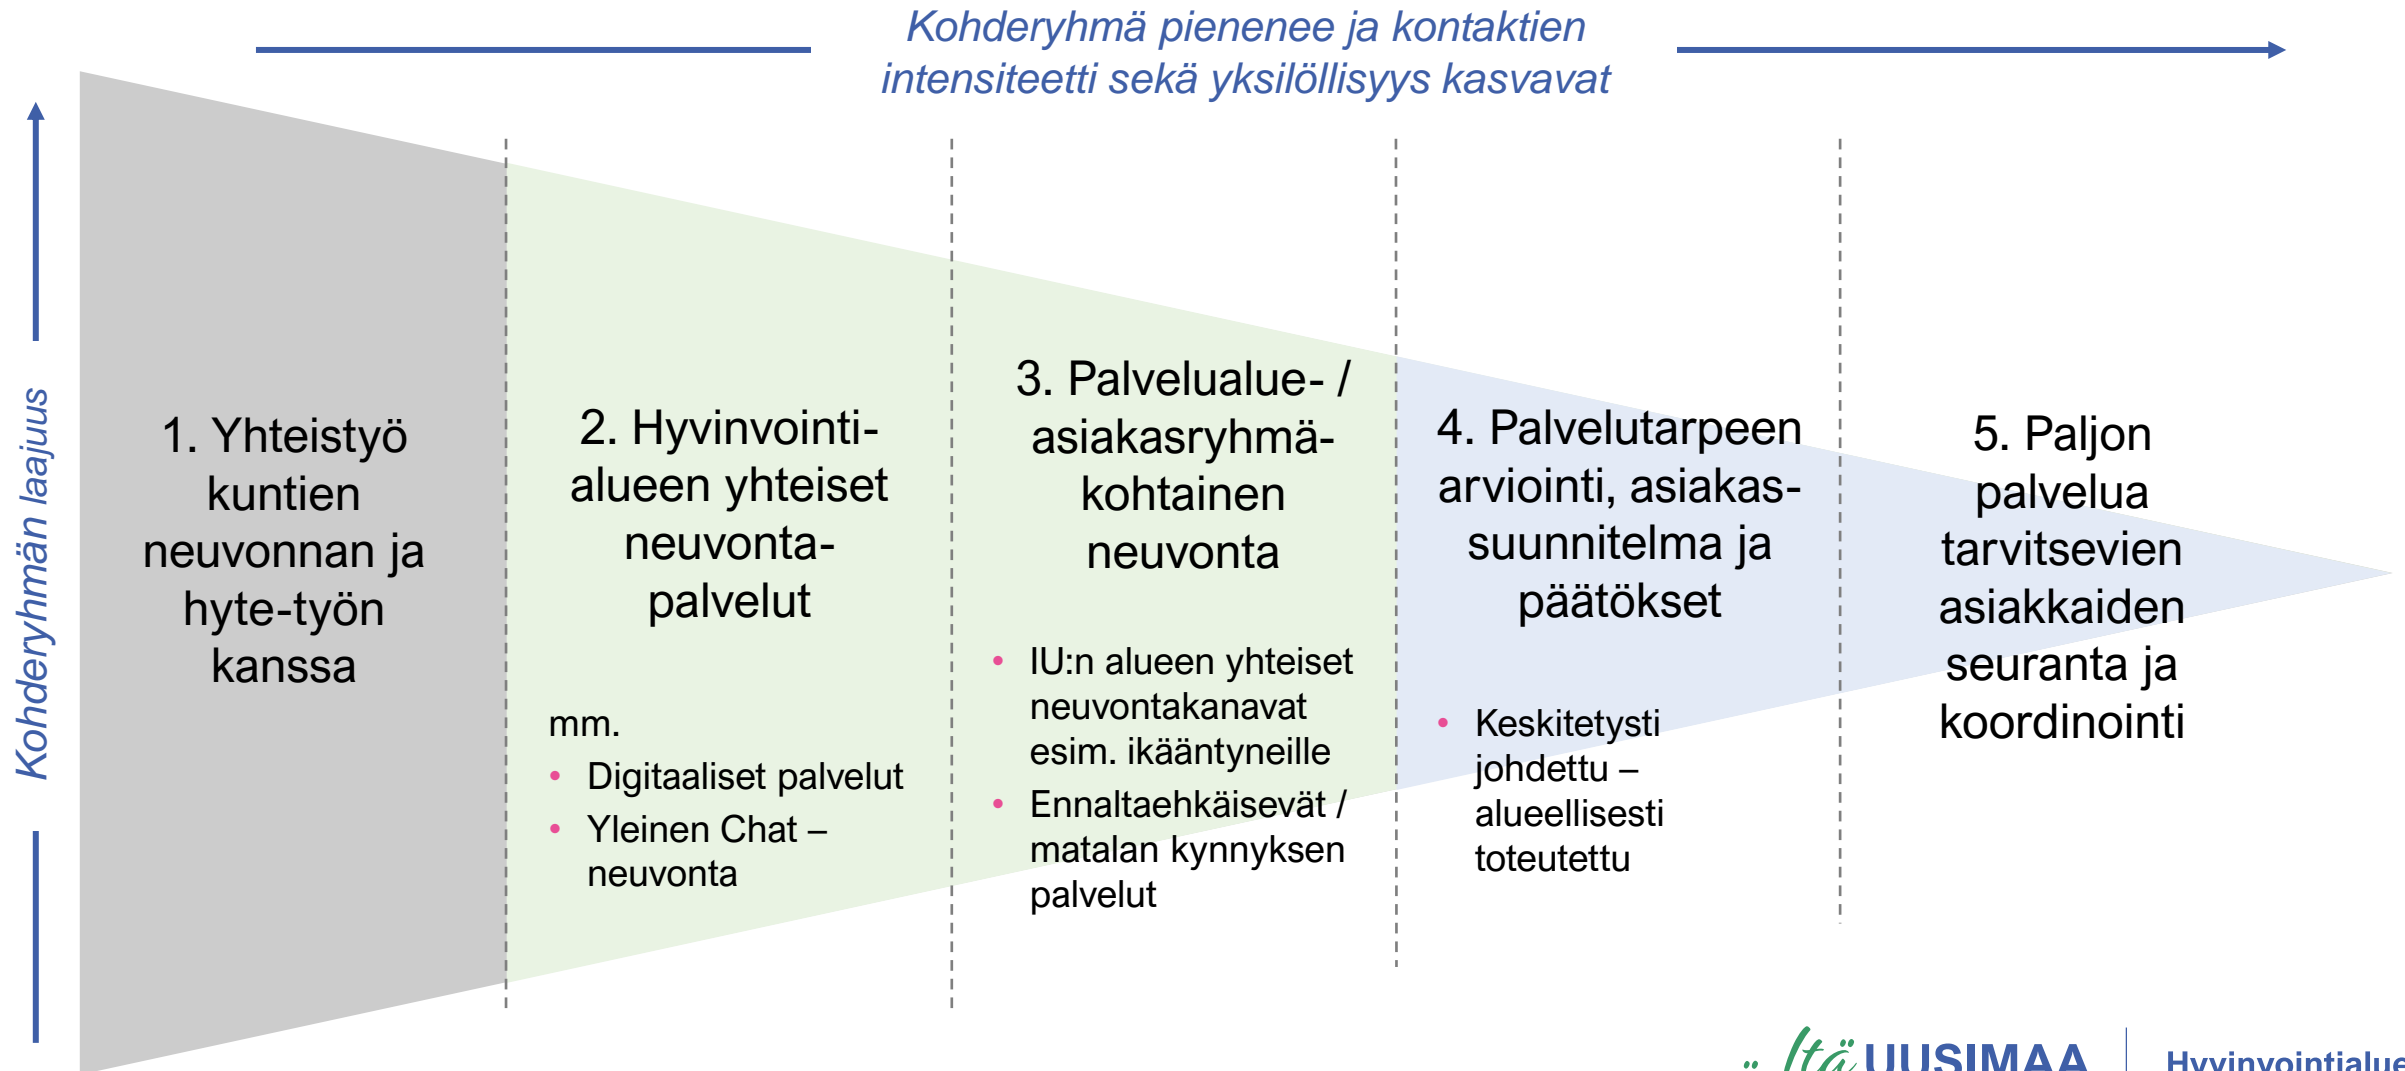 Kohderyhmä pienenee ja kontaktien
intensiteetti sekä yksilöllisyys kasvavat
Kohderyhmän laajuus
1. Yhteistyö
kuntien
neuvonnan ja
hyte-työn
kanssa
2. Hyvinvointi-
alueen yhteiset
neuvonta-
palvelut
mm.
• Digitaaliset palvelut
• Yleinen Chat –
neuvonta
3. Palvelualue- /
asiakasryhmä-
kohtainen
neuvonta
• IU:n alueen yhteiset
neuvontakanavat
esim. ikääntyneille
• Ennaltaehkäisevät /
matalan kynnyksen
palvelut
4. Palvelutarpeen
arviointi, asiakas-
suunnitelma ja
päätökset
• Keskitetysti
johdettu –
alueellisesti
toteutettu
5. Paljon
palvelua
tarvitsevien
asiakkaiden
seuranta ja
koordinointi
Itä UUSIMAA
Hyvinvointialue